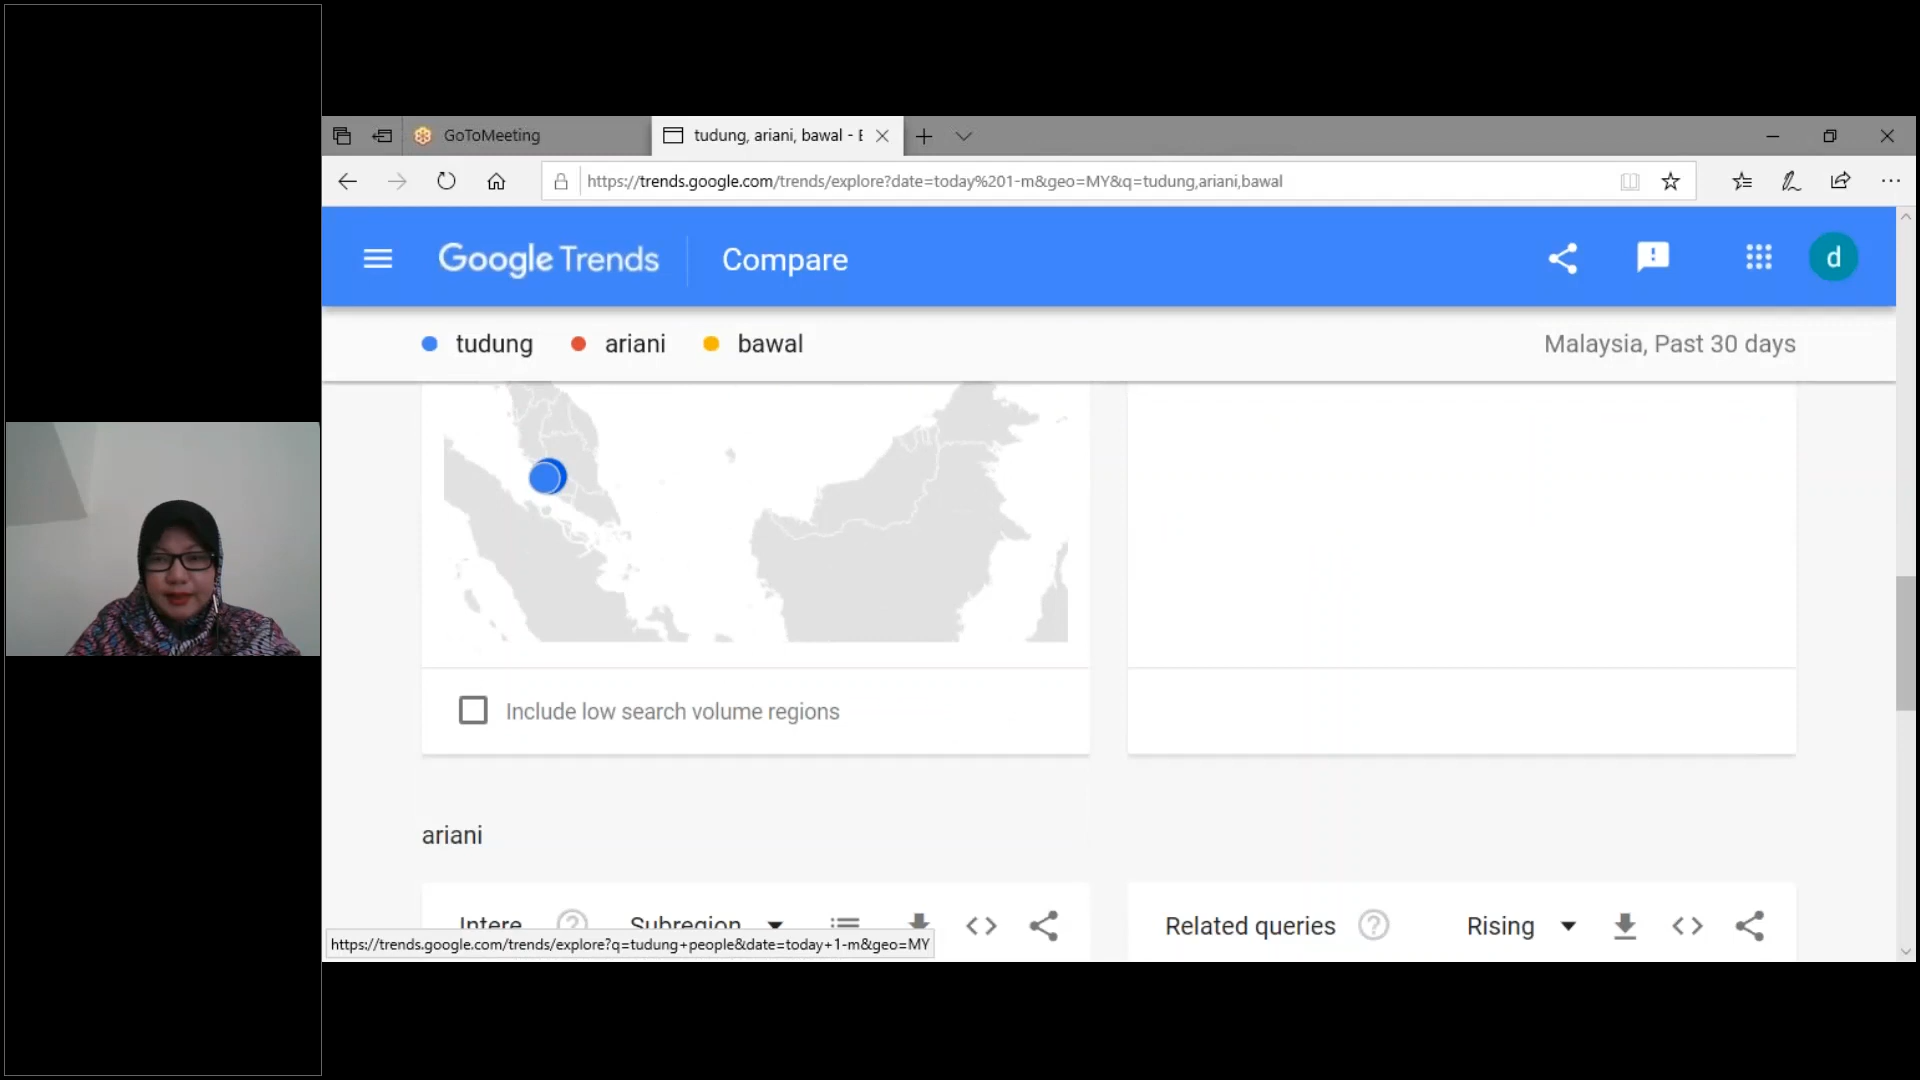 GoToMeeting
tudung, ariani, bawal - E
https://trends.google.com/trends/explore?date=today%201-m&geo=MY&q=tudung,ariani,bawal
Google Trends
Compare
d
tudung
ariani
bawal
Malaysia, Past 30 days
Include low search volume regions
ariani
Intere
Subregion
Related queries
Rising
https://trends.google.com/trends/explore?q=tudung+people&date=today+1-m&geo=MY